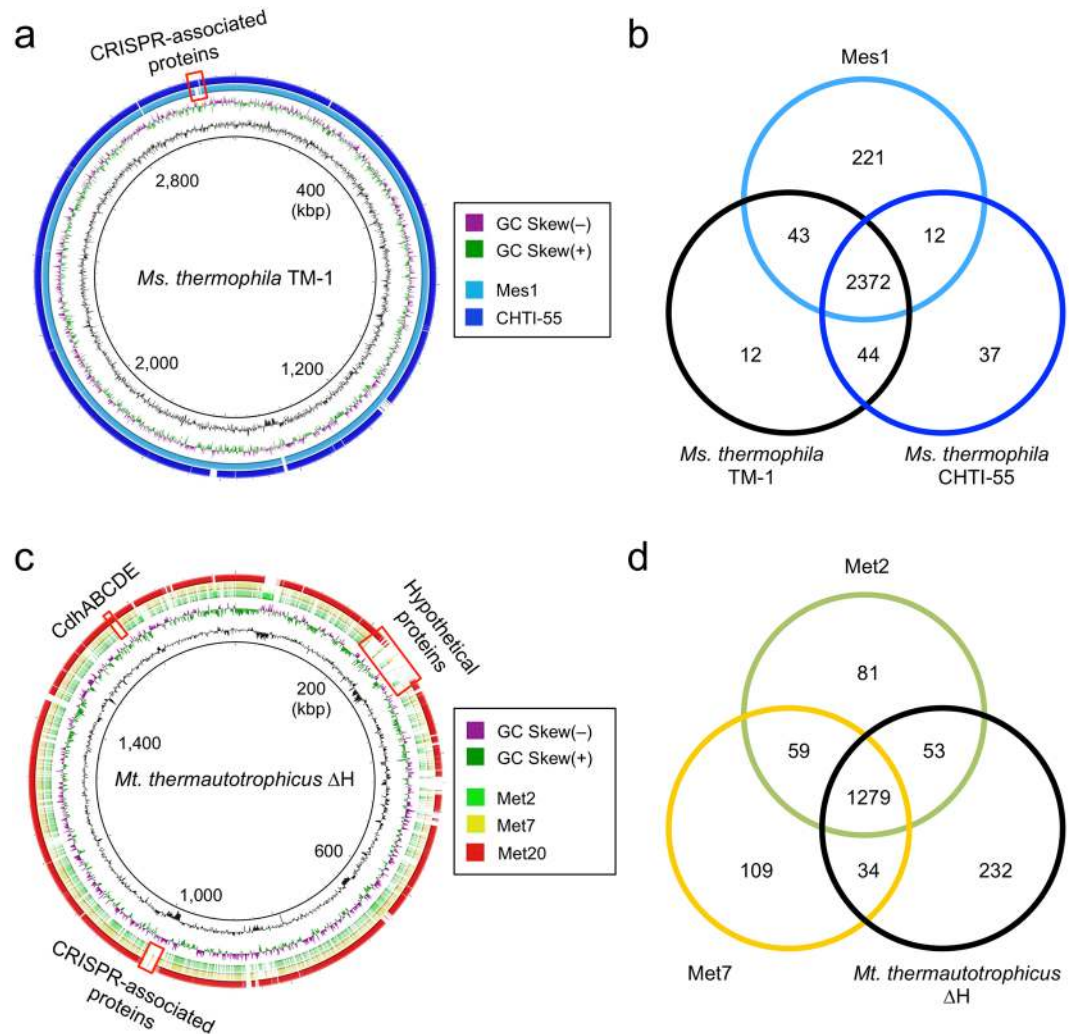 a
CRISPR-associated
proteins
2,800
400
(kbp)
Ms. thermophila TM-1
2,000
1,200
GC Skew(–)
GC Skew(+)
Mes1
CHTI-55
b
Mes1
221
43
12
2372
12
44
37
Ms. thermophila
TM-1
Ms. thermophila
CHTI-55
c
CdhABCDE
Hypothetical
proteins
200
(kbp)
1,400
Mt. thermautotrophicus ΔH
600
1,000
CRISPR-associated
proteins
GC Skew(–)
GC Skew(+)
Met2
Met7
Met20
d
Met2
81
59
53
1279
109
34
232
Met7
Mt. thermautotrophicus
ΔH